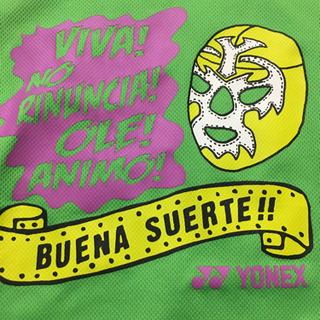 VIVA!
NO
RINUNCIA!
OLE!
ANIMO!
BUENA SUERTE!!
YONEX